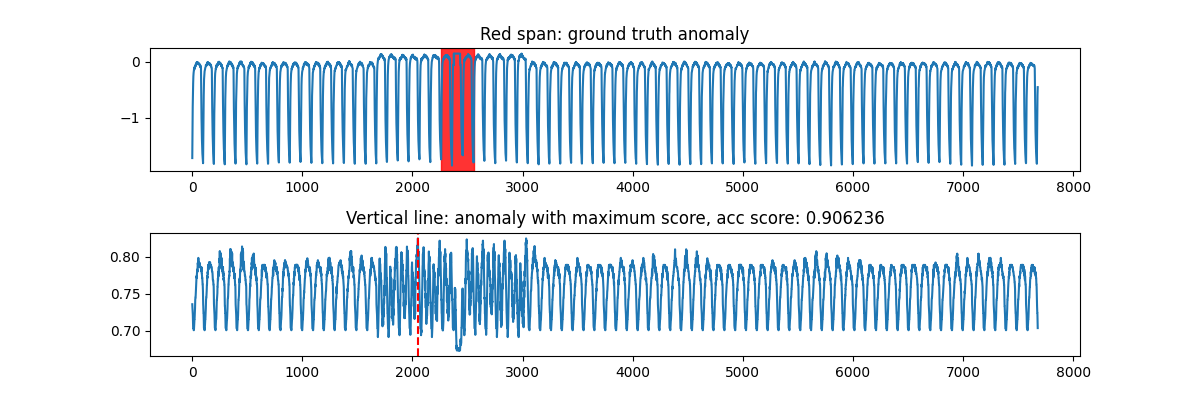 Red span: ground truth anomaly
0
−1
0 1000 2000 3000 4000 5000 6000 7000 8000
Vertical line: anomaly with maximum score, acc score: 0.906236
0.80
0.75
0.70
0 1000 2000 3000 4000 5000 6000 7000 8000